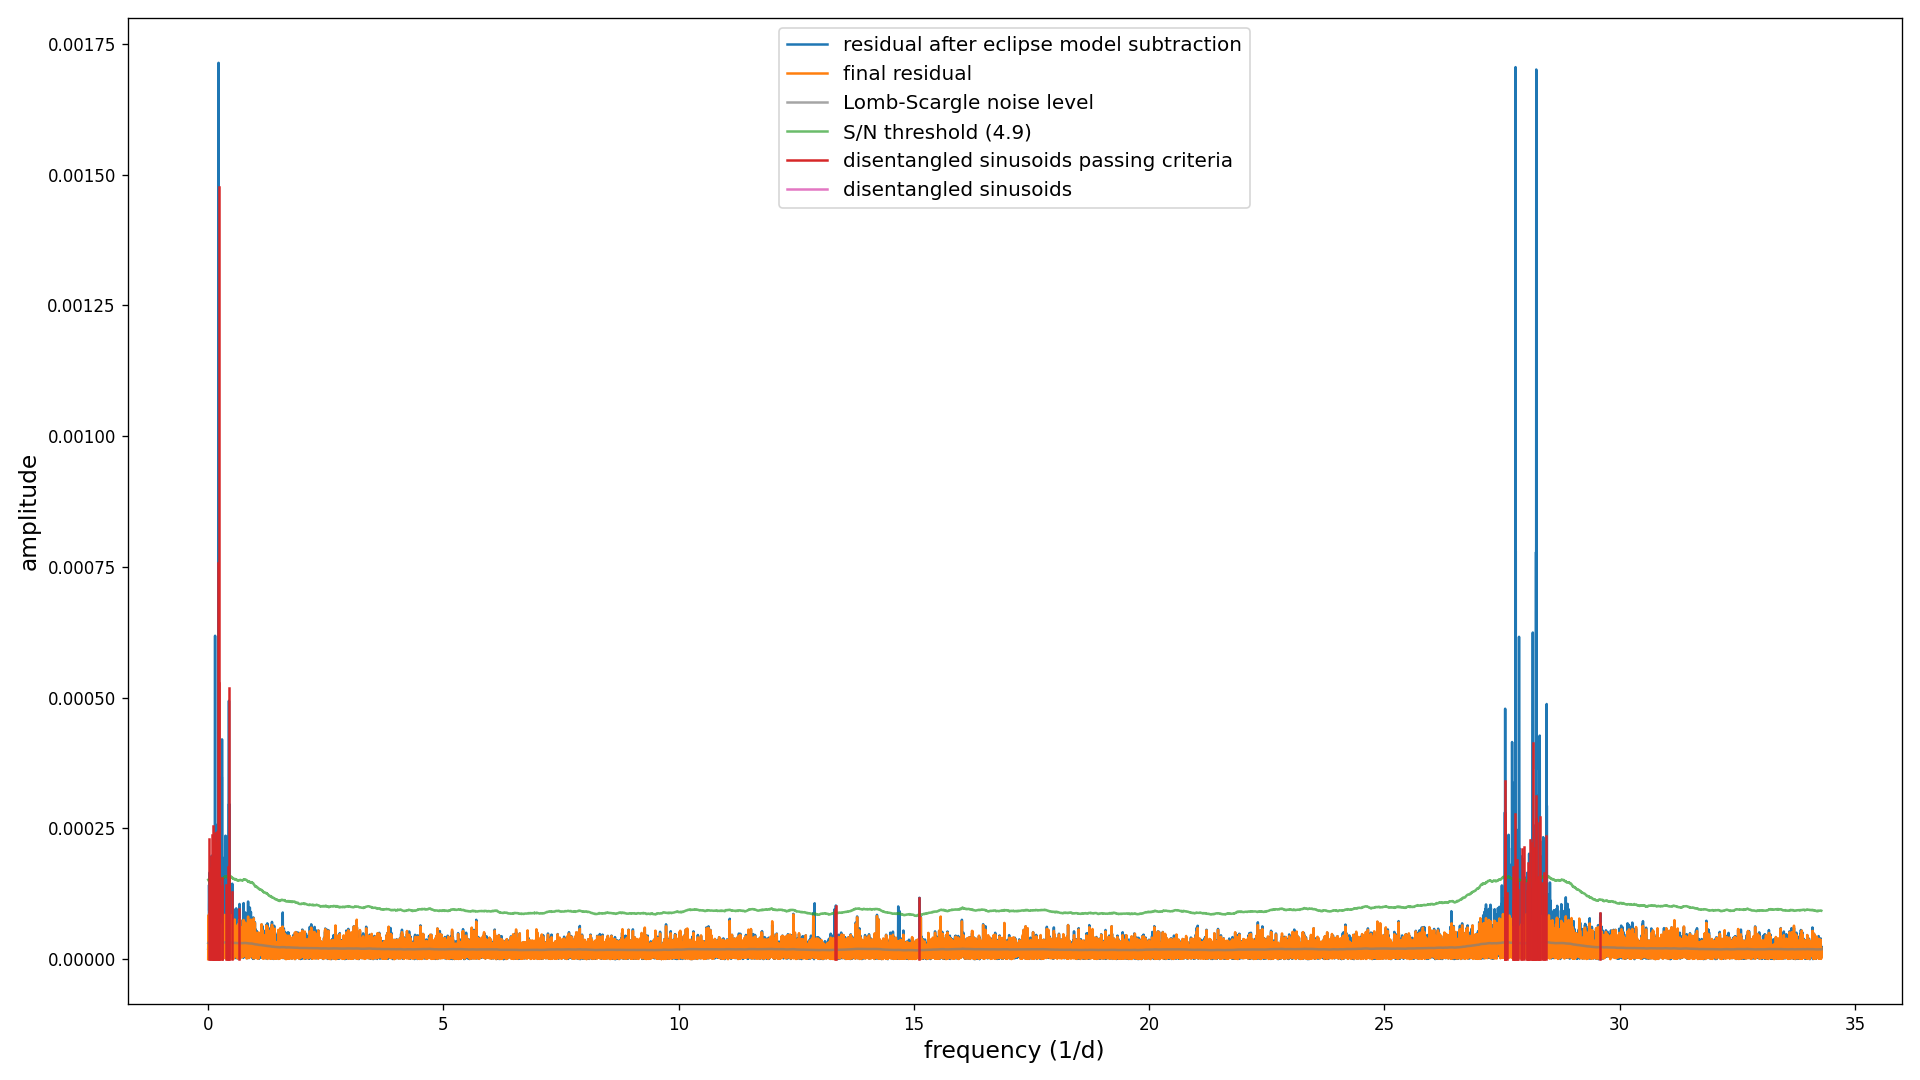 residual after eclipse model subtraction
final residual
Lomb-Scargle noise level
S/N threshold (4.9)
disentangled sinusoids passing criteria
disentangled sinusoids
0.00175
0.00150
0.00125
0.00100
0.00075
0.00050
0.00025
0.00000
amplitude
0 5 10 15 20 25 30 35
frequency (1/d)